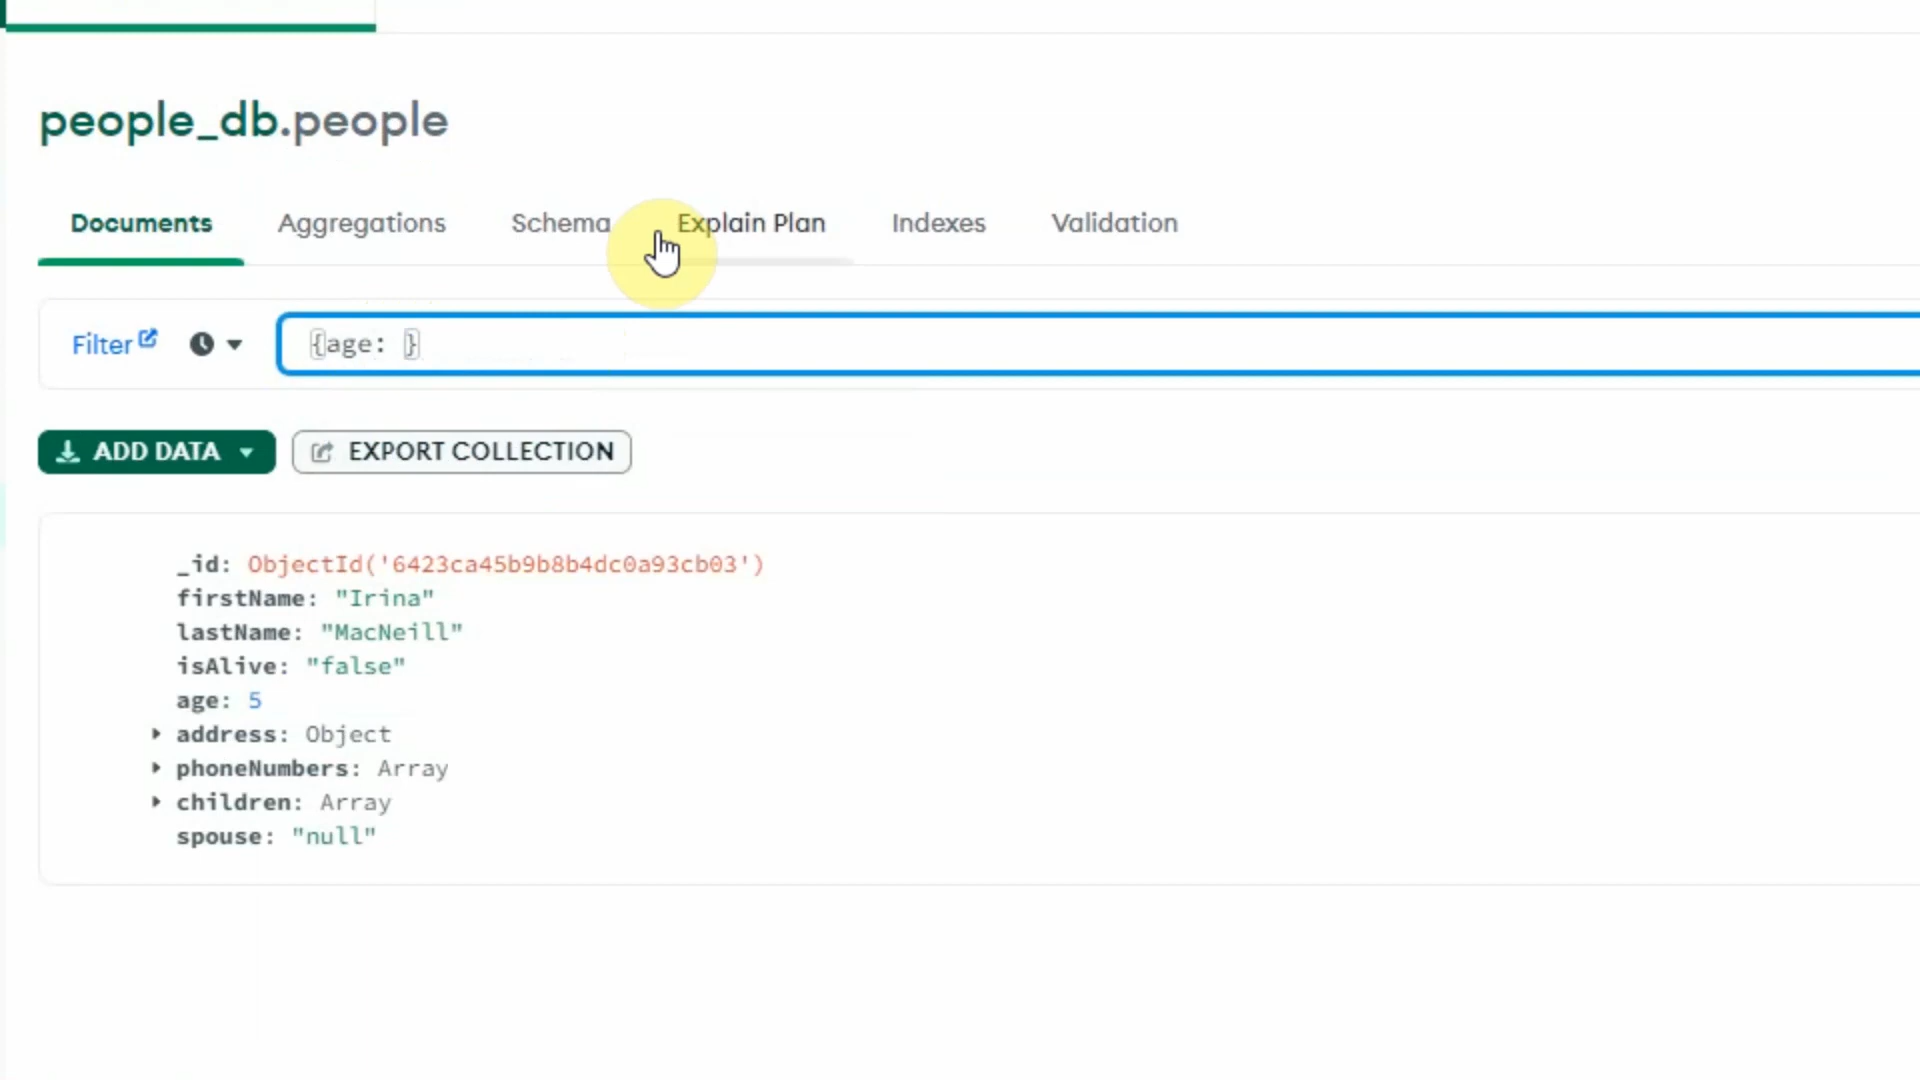 people_db.people
Documents Aggregations Schema Explain Plan Indexes Validation
Filter {age: }
ADD DATA EXPORT COLLECTION
_id: ObjectId('6423ca45b9b8b4dc0a93cb03')
firstName: "Irina"
lastName: "MacNeill"
isAlive: "false"
age: 5
address: Object
phoneNumbers: Array
children: Array
spouse: "null"